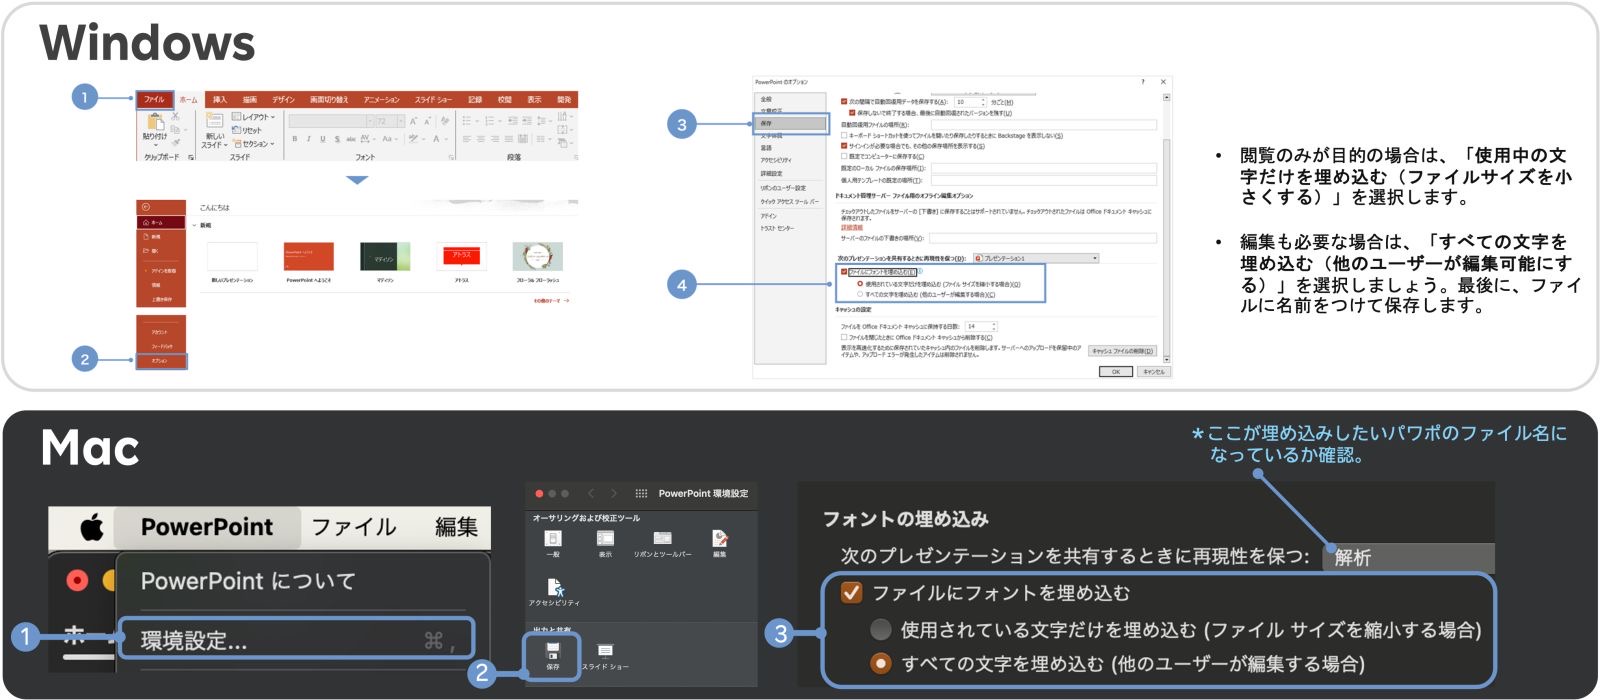 Windows
1
ファイル ホーム 挿入 描画 デザイン 画面切り替え アニメーション スライド ショー 記録 校閲 表示 開発
貼り付け
新しい
スライド
レイアウト
リセット
セクション
72
B I U S abc AV Aa A
クリップボード スライド フォント 段落
こんにちは
ホーム
新規
開く
新規
アドインを取得
情報
上書き保存
新しいプレゼンテーション PowerPoint へようこそ マディソン アトラス フローラル フローラッシュ
マディソン
アトラス
その他のテーマ →
アカウント
フィードバック
2
オプション
PowerPoint のオプション ? ×
全般
文章校正
3
保存
言語
アクセシビリティ
詳細設定
リボンのユーザー設定
クイック アクセス ツール バー
アドイン
トラスト センター
次の間隔で自動回復用データを保存する(A): 10 分ごと(M)
保存しないで終了する場合、最後に自動回復されたバージョンを残す(U)
自動回復用ファイルの場所(R):
キーボード ショートカットを使ってファイルを開いたり保存したりするときに Backstage を表示しない(S)
サインインが必要な場合でも、その他の保存場所を表示する(S)
既定でコンピューターに保存する(C)
既定のローカル ファイルの保存場所(I):
個人用テンプレートの既定の場所(T):
ドキュメント管理サーバー ファイル用のオフライン編集オプション
チェックアウトしたファイルをサーバーの [下書き] に保存することはサポートされていません。チェックアウトされたファイルは Office ドキュメント キャッシュに
保存されます。
詳細情報
サーバーのファイルの下書きの場所(V):
次のプレゼンテーションを共有するときに再現性を保つ(D): プレゼンテーション1
4
ファイルにフォントを埋め込む(E)
使用されている文字だけを埋め込む (ファイル サイズを縮小する場合)(O)
すべての文字を埋め込む (他のユーザーが編集する場合)(C)
キャッシュの設定
ファイルを Office ドキュメント キャッシュに保持する日数: 14
ファイルを閉じたときに Office ドキュメント キャッシュから削除する(C)
表示を高速化するために保存されていたキャッシュ内のファイルを削除します。サーバーへのアップロードを保留中のア
イテムや、アップロード エラーが発生したアイテムは削除されません。
キャッシュ ファイルの削除(D)
OK キャンセル
• 閲覧のみが目的の場合は、「使用中の文
字だけを埋め込む（ファイルサイズを小
さくする）」を選択します。
• 編集も必要な場合は、「すべての文字を
埋め込む（他のユーザーが編集可能にす
る）」を選択しましょう。最後に、ファイ
ルに名前をつけて保存します。
Mac
PowerPoint ファイル 編集
PowerPoint について
1
ホー
環境設定... ⌘ ,
PowerPoint 環境設定
オーサリングおよび校正ツール
一般 表示 リボンとツールバー 編集
アクセシビリティ
出力と共有
2
保存 スライド ショー
＊ここが埋め込みしたいパワポのファイル名に
なっているか確認。
フォントの埋め込み
次のプレゼンテーションを共有するときに再現性を保つ: 解析
3
ファイルにフォントを埋め込む
使用されている文字だけを埋め込む (ファイル サイズを縮小する場合)
すべての文字を埋め込む (他のユーザーが編集する場合)